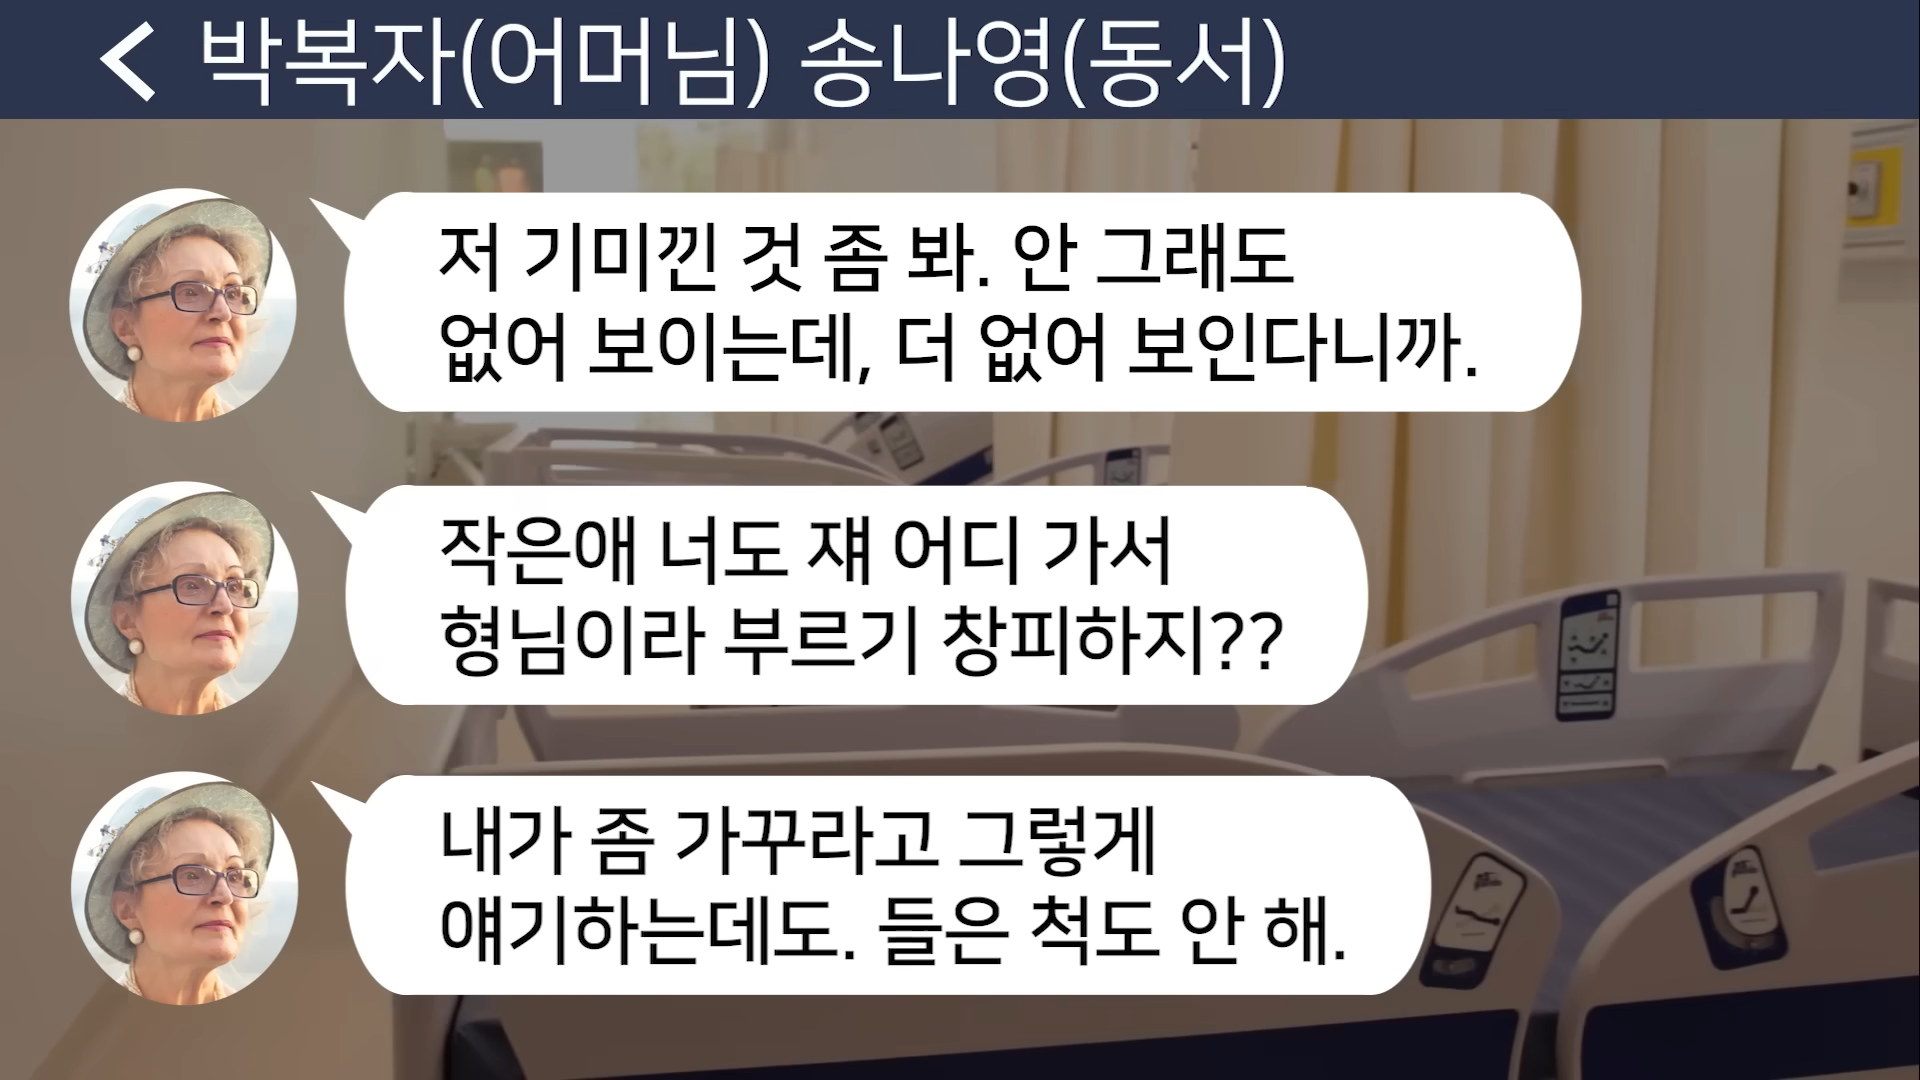 박복자(어머님) 송나영(동서)
저 기미낀 것 좀 봐. 안 그래도
없어 보이는데, 더 없어 보인다니까.
작은애 너도 쟤 어디 가서
형님이라 부르기 창피하지??
내가 좀 가꾸라고 그렇게
얘기하는데도. 들은 척도 안 해.